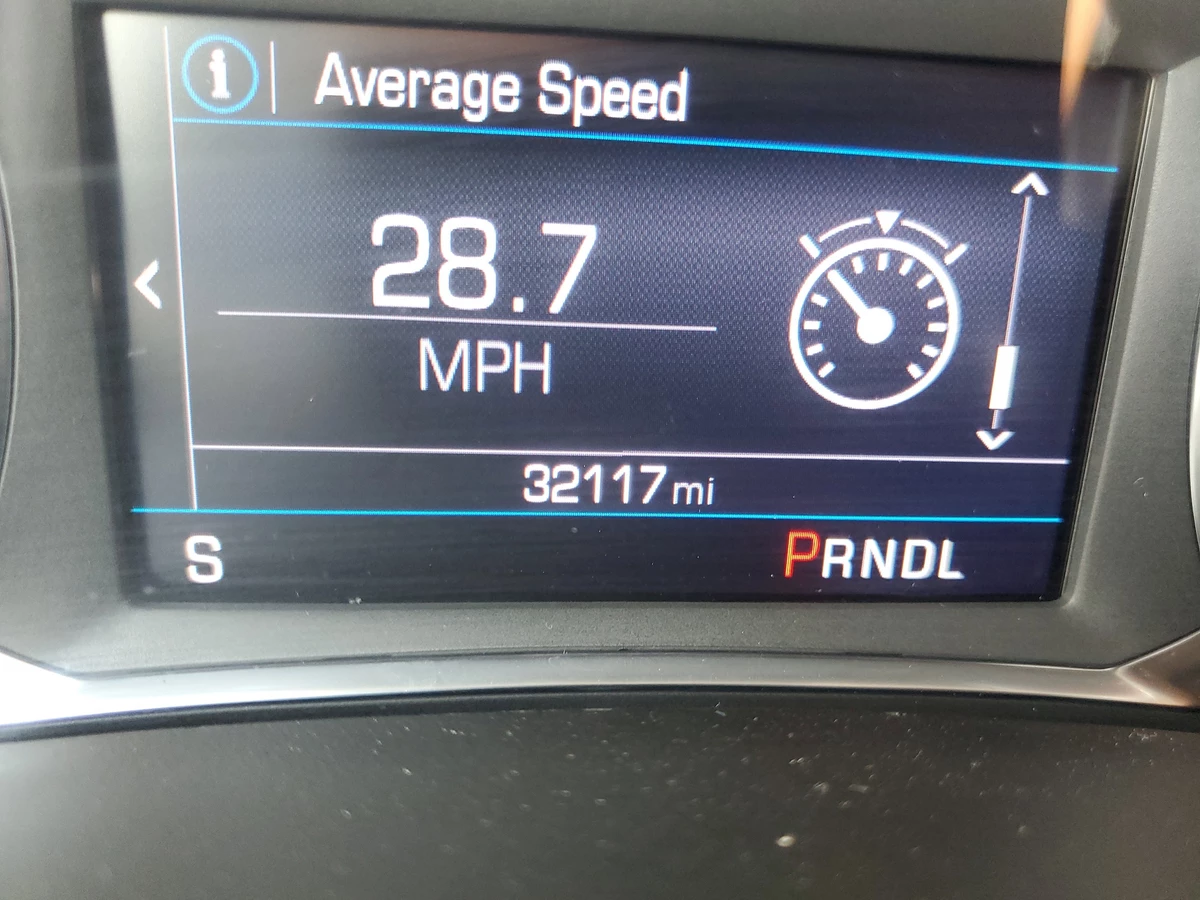 i Average Speed
28.7
MPH
32117 mi
S PRNDL